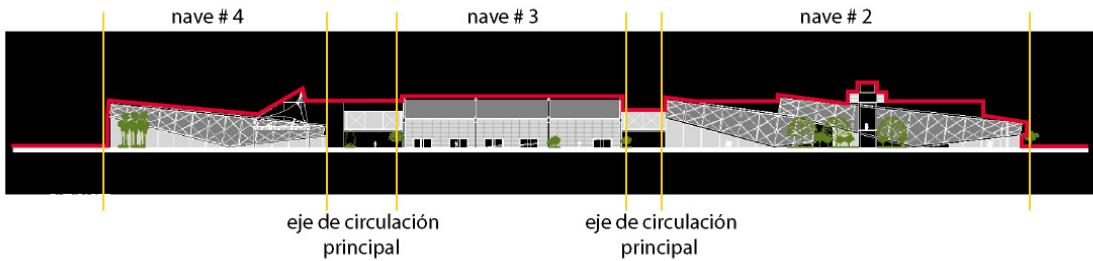 nave # 4
nave # 3
nave # 2
eje de circulación
principal
eje de circulación
principal